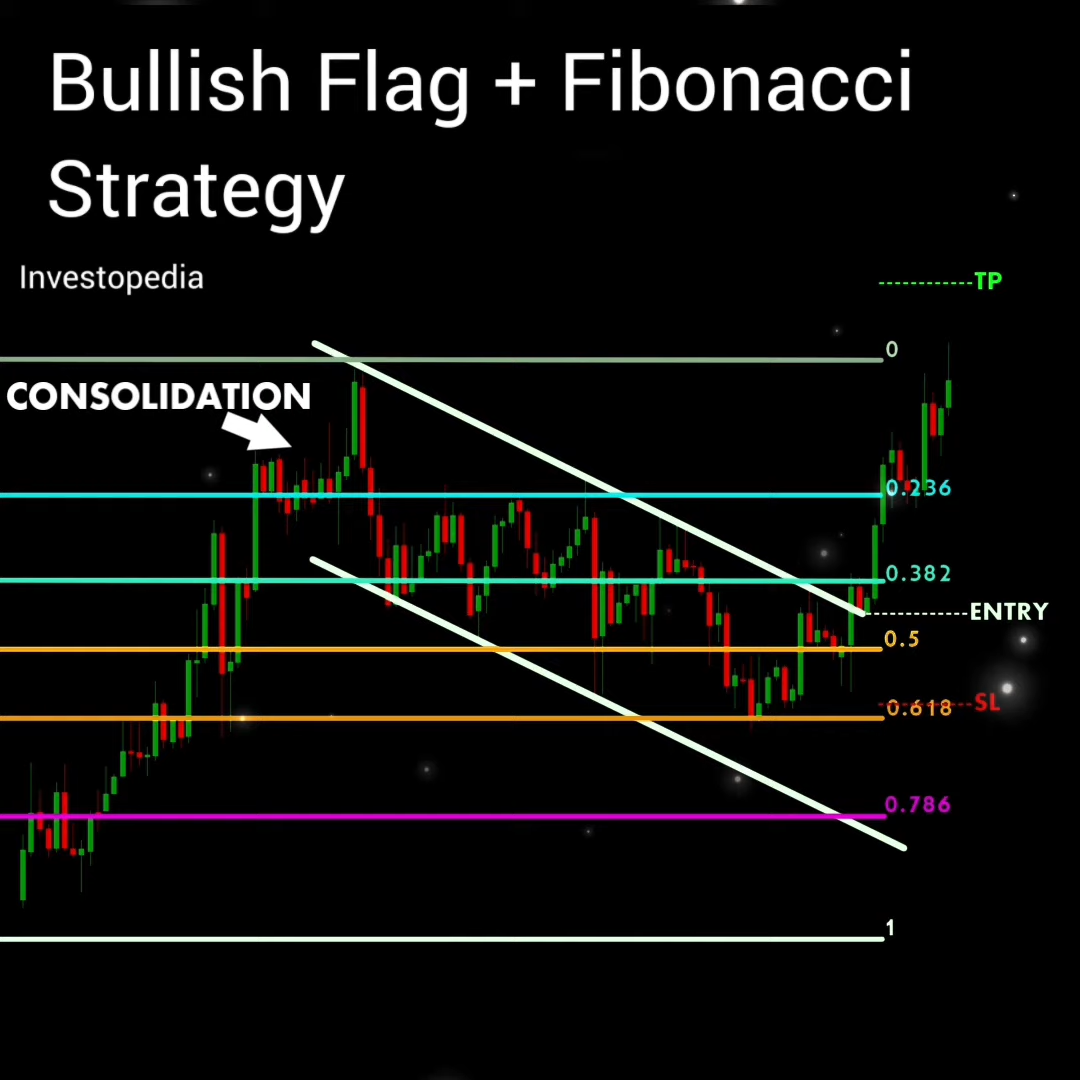 Bullish Flag + Fibonacci
Strategy
Investopedia
TP
0
CONSOLIDATION
0.236
0.382
ENTRY
0.5
SL
0.618
0.786
1